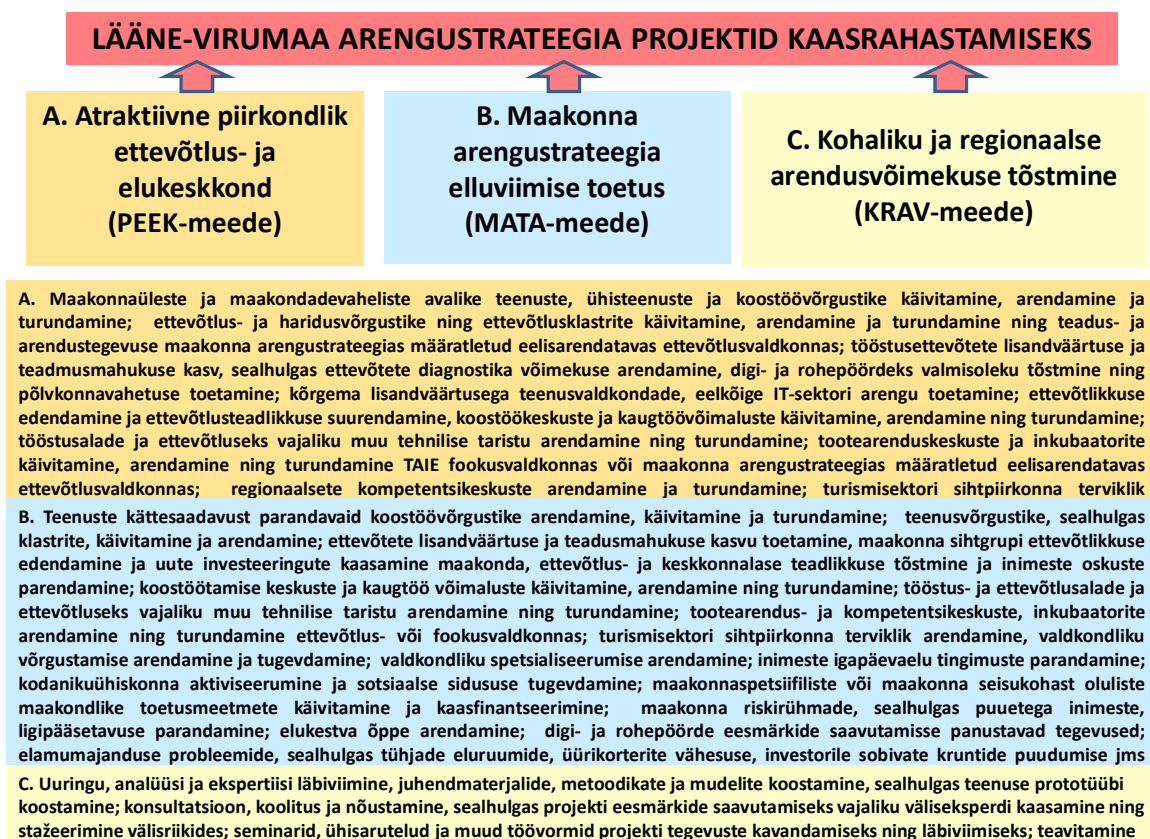 LÄÄNE-VIRUMAA ARENGUSTRATEEGIA PROJEKTID KAASRAHASTAMISEKS
A. Atraktiivne piirkondlik
ettevõtlus- ja
elukeskkond
(PEEK-meede)
B. Maakonna
arengustrateegia
elluviimise toetus
(MATA-meede)
C. Kohaliku ja regionaalse
arendusvõimekuse tõstmine
(KRAV-meede)
A. Maakonnaüleste ja maakondadevaheliste avalike teenuste, ühisteenuste ja koostöövõrgustike käivitamine, arendamine ja
turundamine; ettevõtlus- ja haridusvõrgustike ning ettevõtlusklastrite käivitamine, arendamine ja turundamine ning teadus- ja
arendustegevuse maakonna arengustrateegias määratletud eelisarendatavas ettevõtlusvaldkonnas; tööstusettevõtete lisandväärtuse ja
teadmusmahukuse kasv, sealhulgas ettevõtete diagnostika võimekuse arendamine, digi- ja rohepöördeks valmisoleku tõstmine ning
põlvkonnavahetuse toetamine; kõrgema lisandväärtusega teenusvaldkondade, eelkõige IT-sektori arengu toetamine; ettevõtlikkuse
edendamine ja ettevõtlusteadlikkuse suurendamine, koostöökeskuste ja kaugtöövõimaluste käivitamine, arendamine ning turundamine;
tööstusalade ja ettevõtluseks vajaliku muu tehnilise taristu arendamine ning turundamine; tootearenduskeskuste ja inkubaatorite
käivitamine, arendamine ning turundamine TAIE fookusvaldkonnas või maakonna arengustrateegias määratletud eelisarendatavas
ettevõtlusvaldkonnas; regionaalsete kompetentsikeskuste arendamine ja turundamine; turismisektori sihtpiirkonna terviklik
B. Teenuste kättesaadavust parandavaid koostöövõrgustike arendamine, käivitamine ja turundamine; teenusvõrgustike, sealhulgas
klastrite, käivitamine ja arendamine; ettevõtete lisandväärtuse ja teadusmahukuse kasvu toetamine, maakonna sihtgrupi ettevõtlikkuse
edendamine ja uute investeeringute kaasamine maakonda, ettevõtlus- ja keskkonnalase teadlikkuse tõstmine ja inimeste oskuste
parendamine; koostöötamise keskuste ja kaugtöö võimaluste käivitamine, arendamine ning turundamine; tööstus- ja ettevõtlusalade ja
ettevõtluseks vajaliku muu tehnilise taristu arendamine ning turundamine; tootearendus- ja kompetentsikeskuste, inkubaatorite
arendamine ning turundamine ettevõtlus- või fookusvaldkonnas; turismisektori sihtpiirkonna terviklik arendamine, valdkondliku
võrgustamise arendamine ja tugevdamine; valdkondliku spetsialiseerumise arendamine; inimeste igapäevaelu tingimuste parandamine;
kodanikuühiskonna aktiviseerumine ja sotsiaalse sidususe tugevdamine; maakonnaspetsiifiliste või maakonna seisukohast oluliste
maakondlike toetusmeetmete käivitamine ja kaasfinantseerimine; maakonna riskirühmade, sealhulgas puuetega inimeste,
ligipääsetavuse parandamine; elukestva õppe arendamine; digi- ja rohepöörde eesmärkide saavutamisse panustavad tegevused;
elamumajanduse probleemide, sealhulgas tühjade eluruumide, üürikorterite vähesuse, investorile sobivate kruntide puudumise jms
C. Uuringu, analüüsi ja ekspertiisi läbiviimine, juhendmaterjalide, metoodikate ja mudelite koostamine, sealhulgas teenuse prototüübi
koostamine; konsultatsioon, koolitus ja nõustamine, sealhulgas projekti eesmärkide saavutamiseks vajaliku väliseksperdi kaasamine ning
stažeerimine välisriikides; seminarid, ühisarutelud ja muud töövormid projekti tegevuste kavandamiseks ning läbiviimiseks; teavitamine